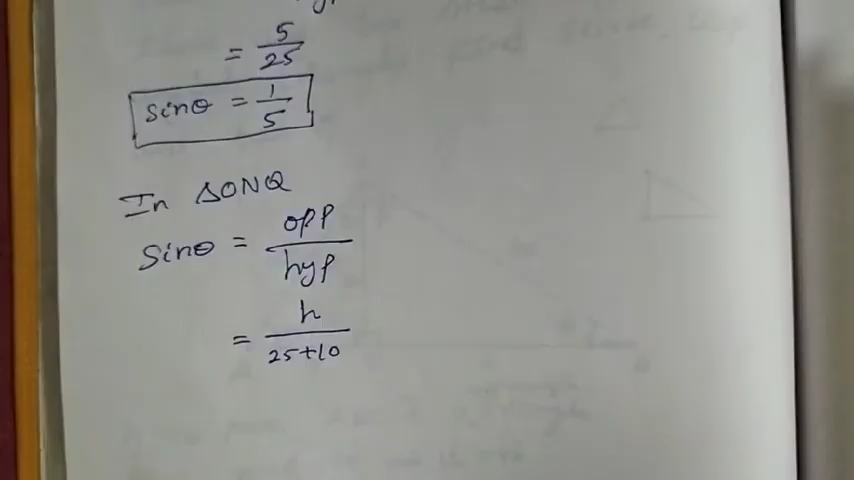 = 5/25
sinθ = 1/5
In ΔONQ
sinθ = opp/hyp
= h/25+10